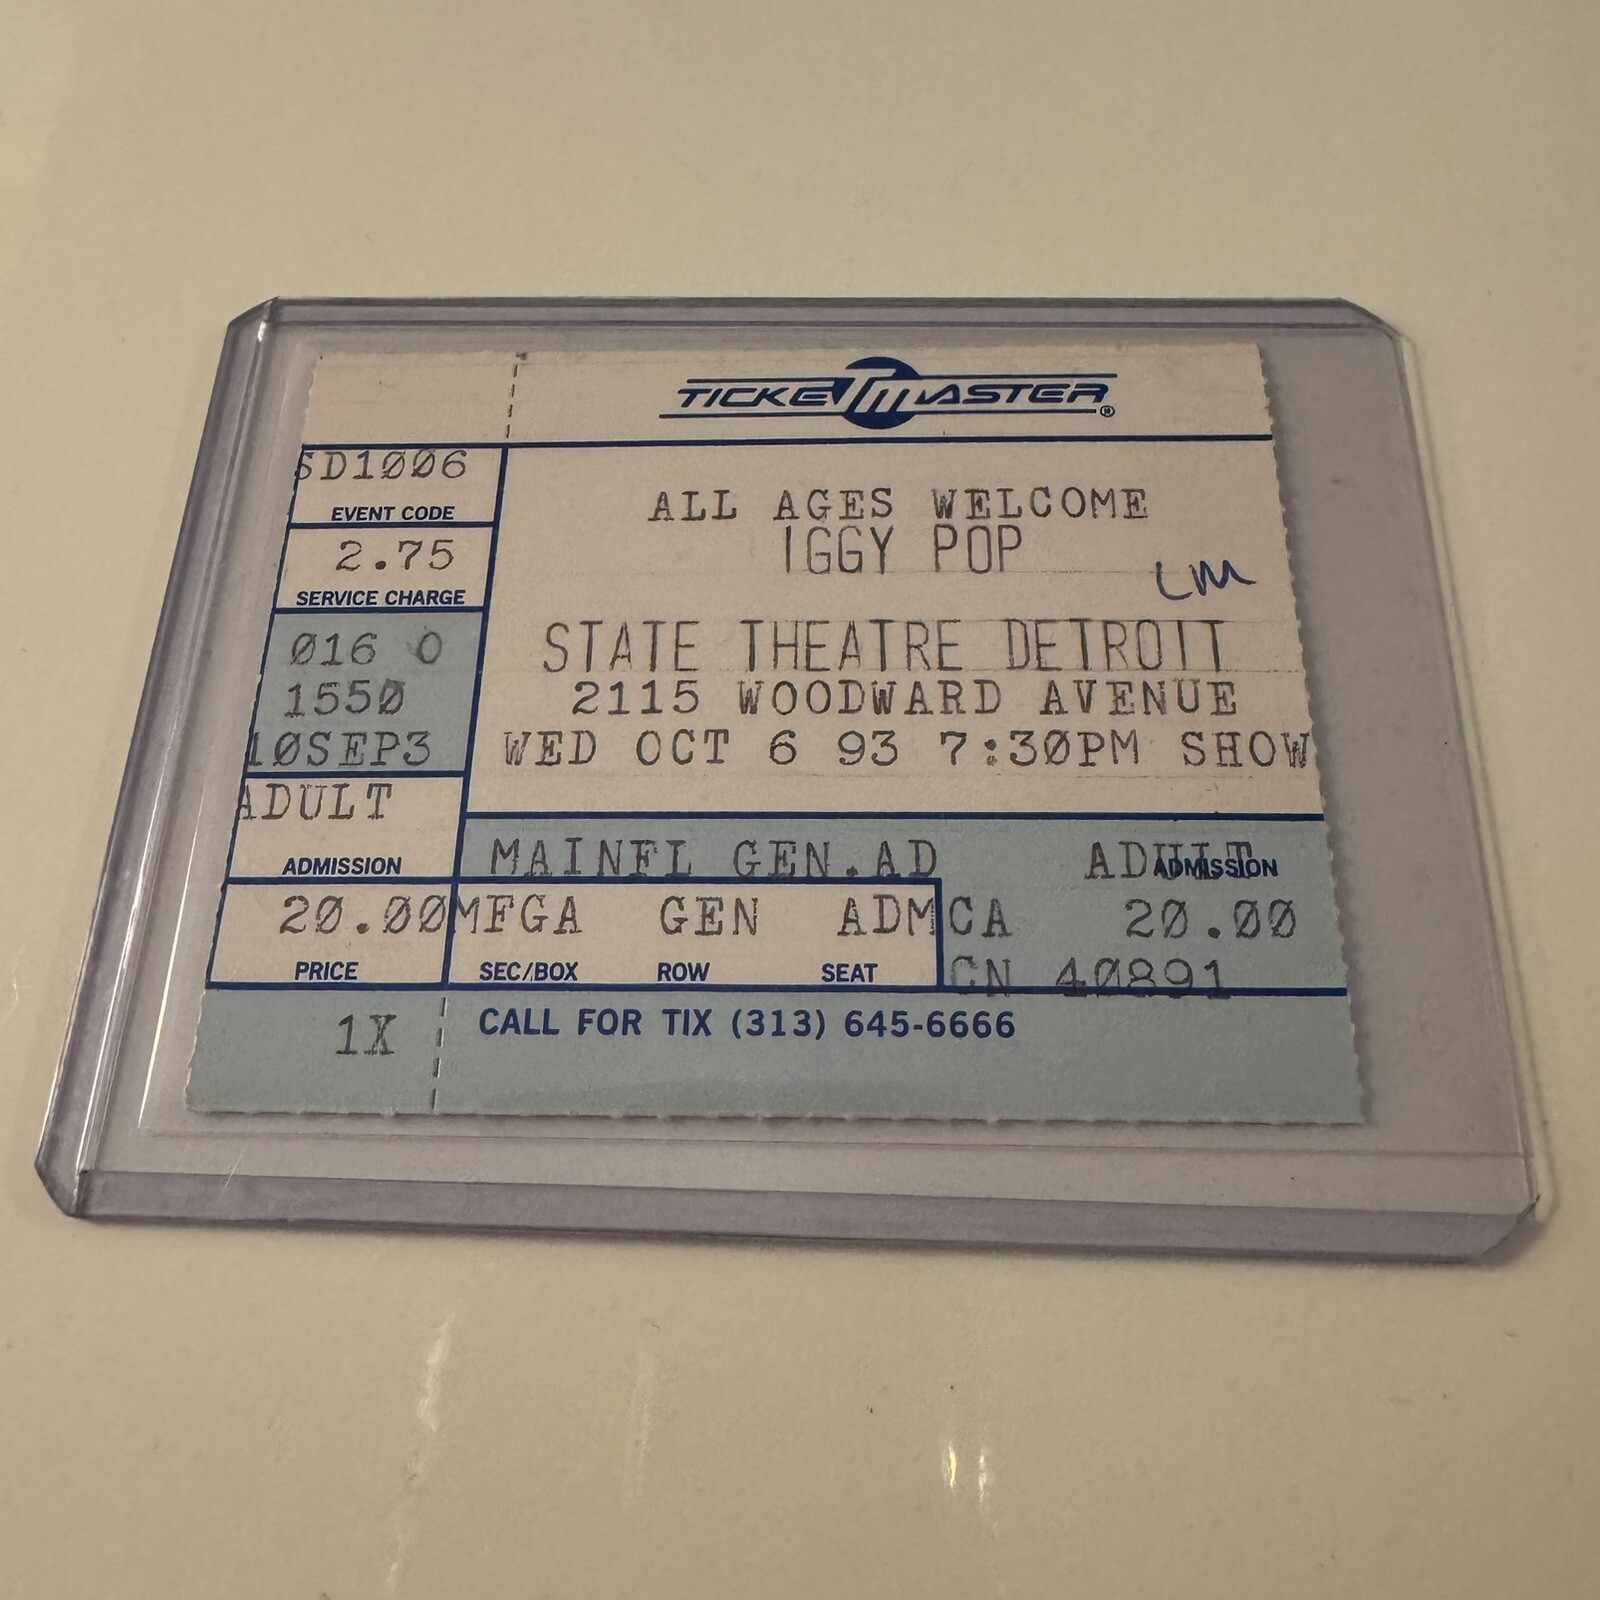 TICKETMASTER®
SD1006
EVENT CODE
2.75
SERVICE CHARGE
016 0
1550
10SEP3
ADULT
ADMISSION
20.00
PRICE
1X
ALL AGES WELCOME
IGGY POP
LM
STATE THEATRE DETROIT
2115 WOODWARD AVENUE
WED OCT 6 93 7:30PM SHOW
MAINFL GEN.AD ADULT
ADMISSION
MFGA GEN ADM CA 20.00
SEC/BOX ROW SEAT CN 40891
CALL FOR TIX (313) 645-6666